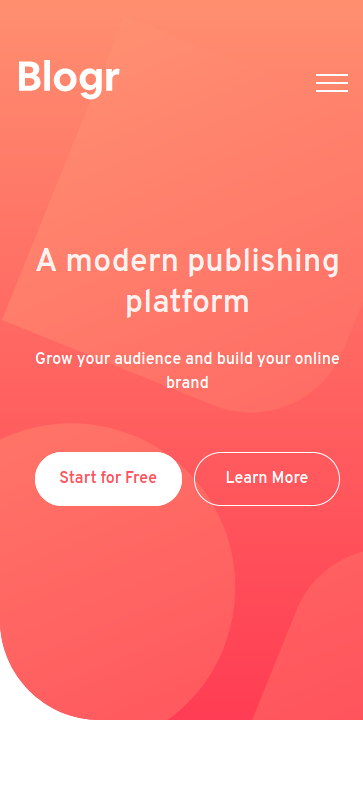 Blogr
A modern publishing
platform
Grow your audience and build your online
brand
Start for Free
Learn More